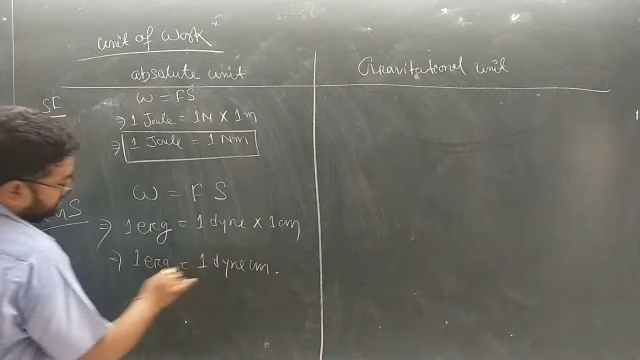 unit of work
absolute unit
Gravitational unit
SI
W = FS
⇒ 1 Joule = 1N × 1m
⇒ 1 Joule = 1 Nm
W = F S
⇒ 1 erg = 1 dyne × 1 cm
⇒ 1 erg = 1 dyne cm.